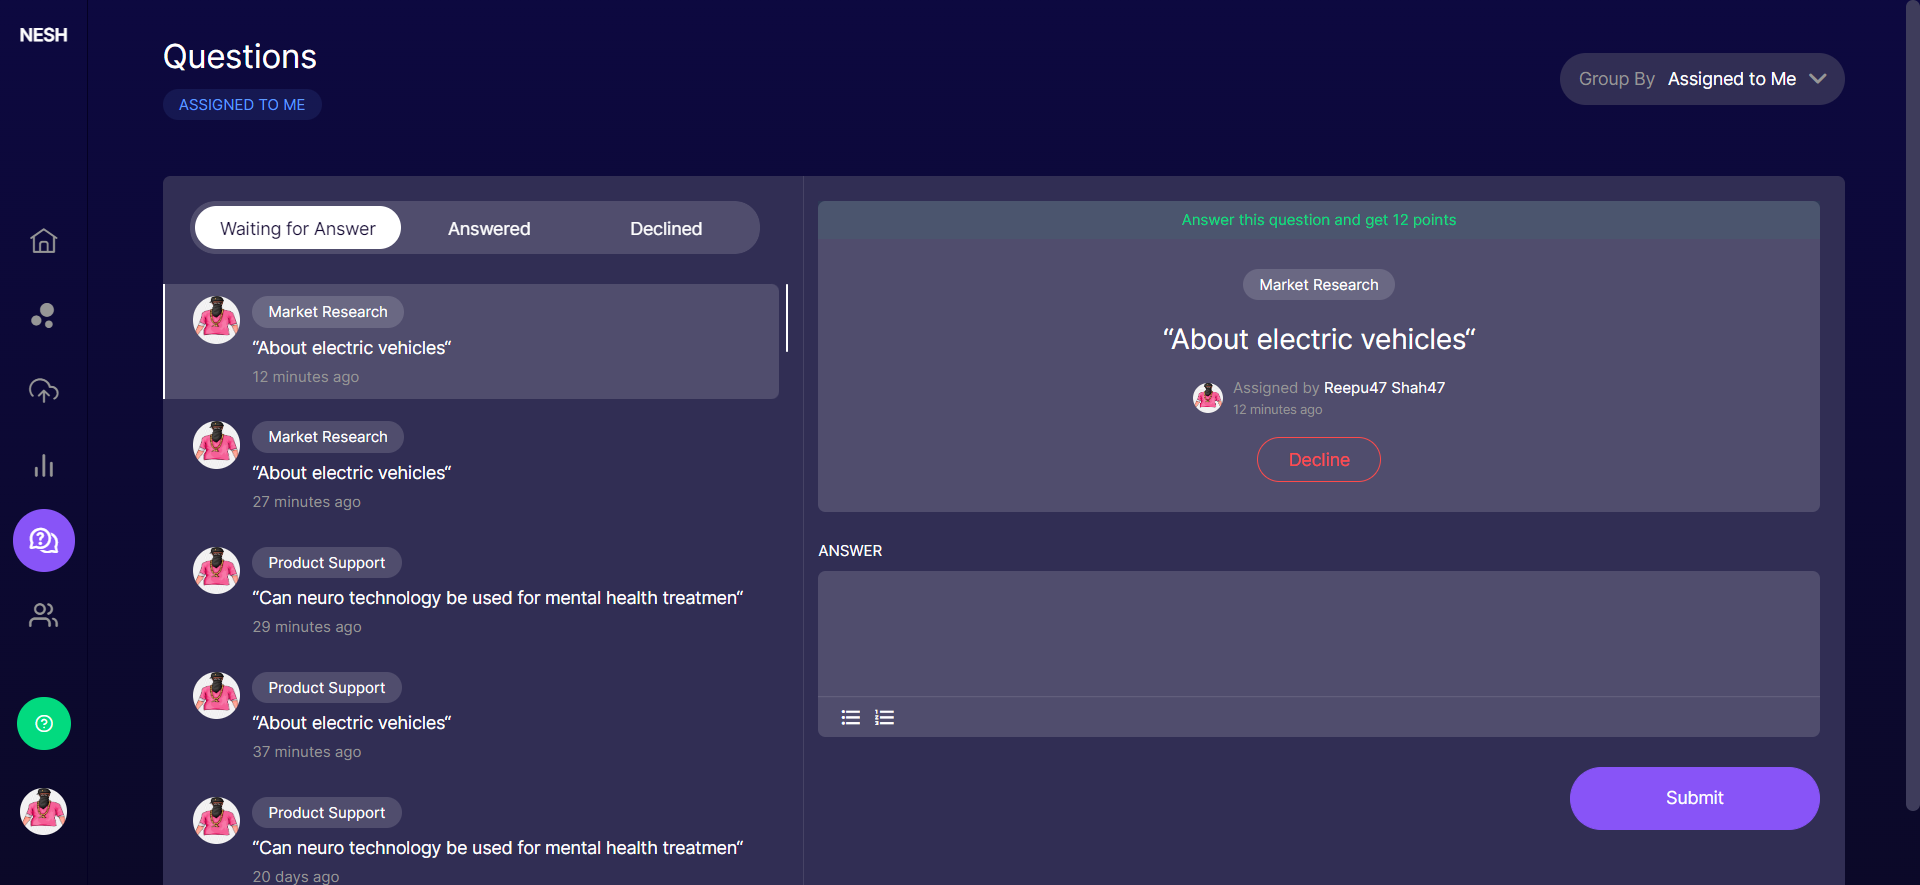 NESH
Questions
ASSIGNED TO ME
Group By Assigned to Me
Waiting for Answer Answered Declined
Market Research
“About electric vehicles“
12 minutes ago
Market Research
“About electric vehicles“
27 minutes ago
Product Support
“Can neuro technology be used for mental health treatmen“
29 minutes ago
Product Support
“About electric vehicles“
37 minutes ago
Product Support
“Can neuro technology be used for mental health treatmen“
20 days ago
Answer this question and get 12 points
Market Research
“About electric vehicles“
Assigned by Reepu47 Shah47
12 minutes ago
Decline
ANSWER
Submit